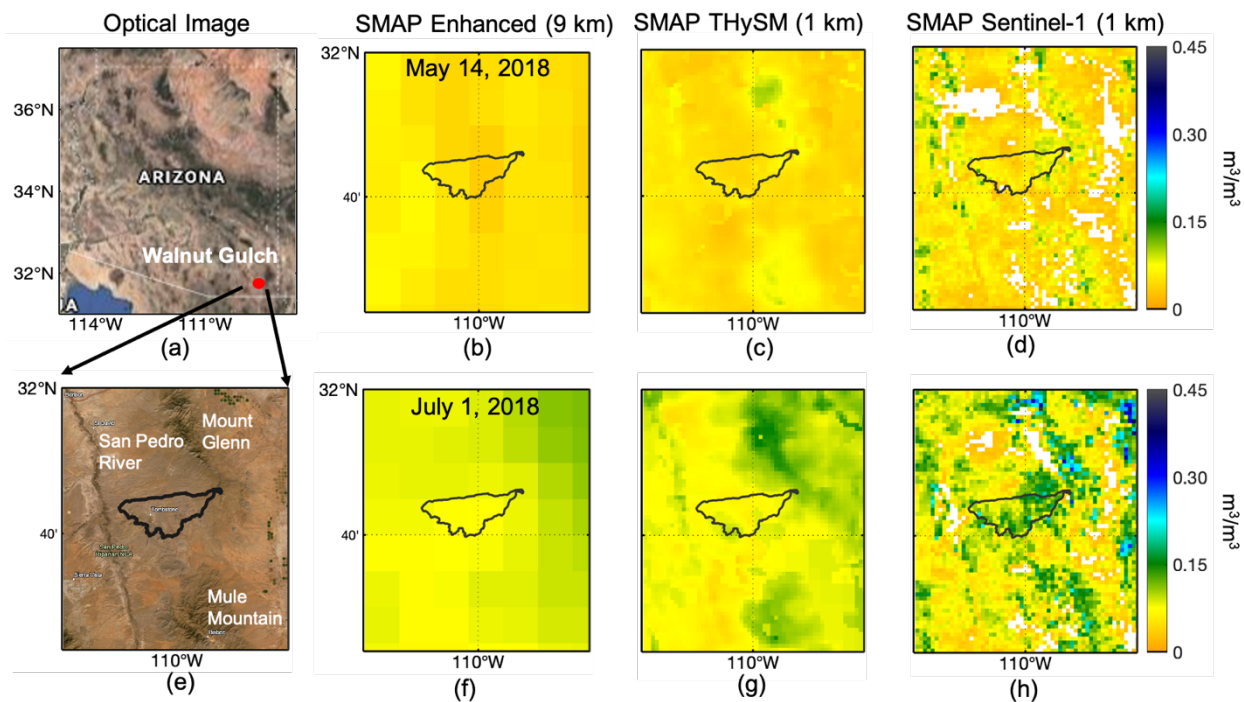 Optical Image
SMAP Enhanced (9 km)
SMAP THySM (1 km)
SMAP Sentinel-1 (1 km)
36°N
34°N
32°N
ARIZONA
Walnut Gulch
114°W
111°W
(a)
32°N
May 14, 2018
40'
110°W
(b)
110°W
(c)
110°W
(d)
0.45
0.30
0.15
0
m³/m³
32°N
40'
San Pedro
River
Mount
Glenn
Tombstone
Mule
Mountain
110°W
(e)
32°N
July 1, 2018
40'
110°W
(f)
110°W
(g)
110°W
(h)
0.45
0.30
0.15
0
m³/m³